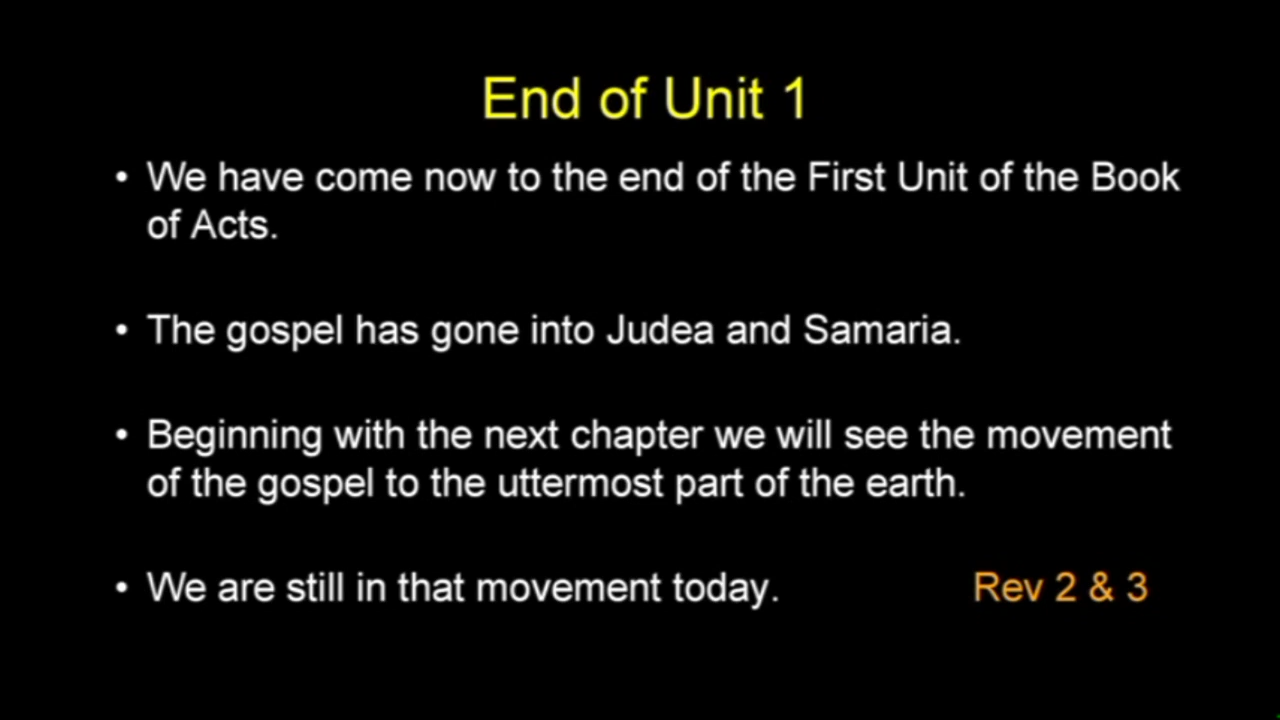 End of Unit 1
• We have come now to the end of the First Unit of the Book
of Acts.
• The gospel has gone into Judea and Samaria.
• Beginning with the next chapter we will see the movement
of the gospel to the uttermost part of the earth.
• We are still in that movement today. Rev 2 & 3